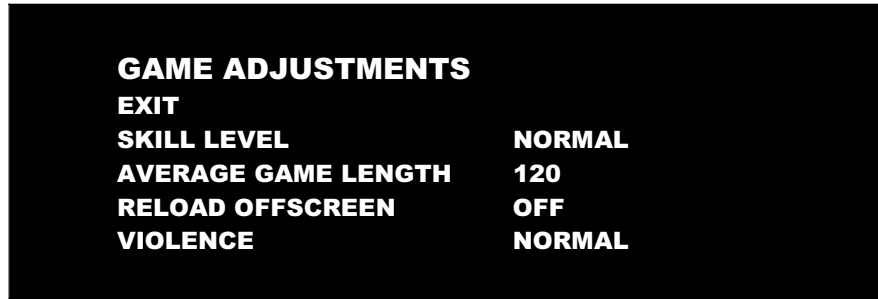 GAME ADJUSTMENTS
EXIT
SKILL LEVEL NORMAL
AVERAGE GAME LENGTH 120
RELOAD OFFSCREEN OFF
VIOLENCE NORMAL